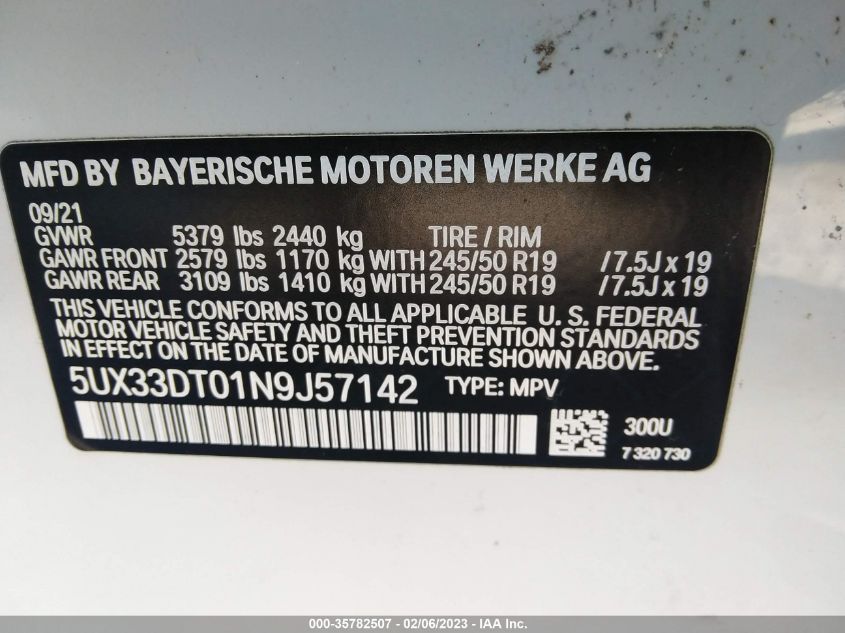 MFD BY BAYERISCHE MOTOREN WERKE AG
09/21
GVWR 5379 lbs 2440 kg TIRE / RIM
GAWR FRONT 2579 lbs 1170 kg WITH 245/50 R19 /7.5J x 19
GAWR REAR 3109 lbs 1410 kg WITH 245/50 R19 /7.5J x 19
THIS VEHICLE CONFORMS TO ALL APPLICABLE U. S. FEDERAL
MOTOR VEHICLE SAFETY AND THEFT PREVENTION STANDARDS
IN EFFECT ON THE DATE OF MANUFACTURE SHOWN ABOVE.
5UX33DT01N9J57142 TYPE: MPV
300U
7 320 730
000-35782507 - 02/06/2023 - IAA Inc.